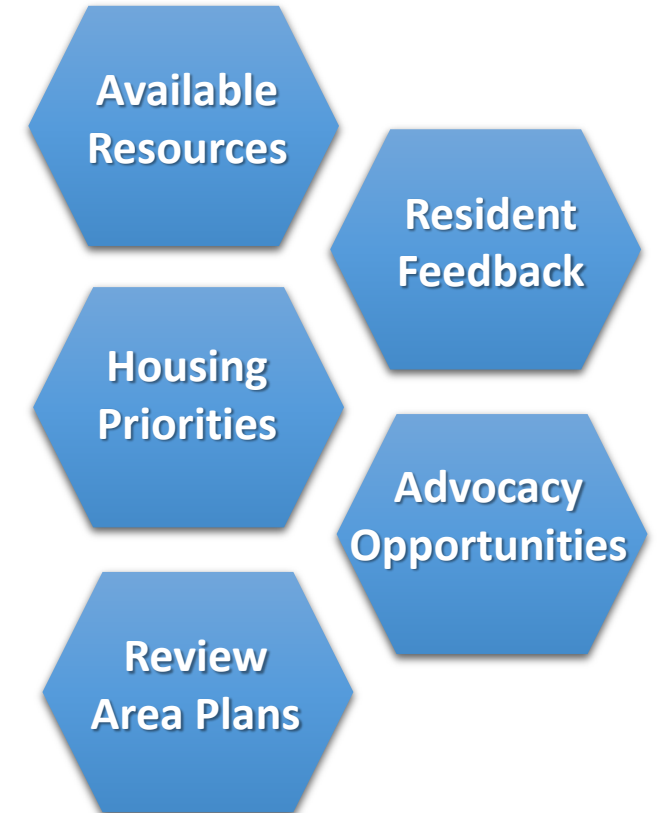 Available
Resources
Resident
Feedback
Housing
Priorities
Advocacy
Opportunities
Review
Area Plans